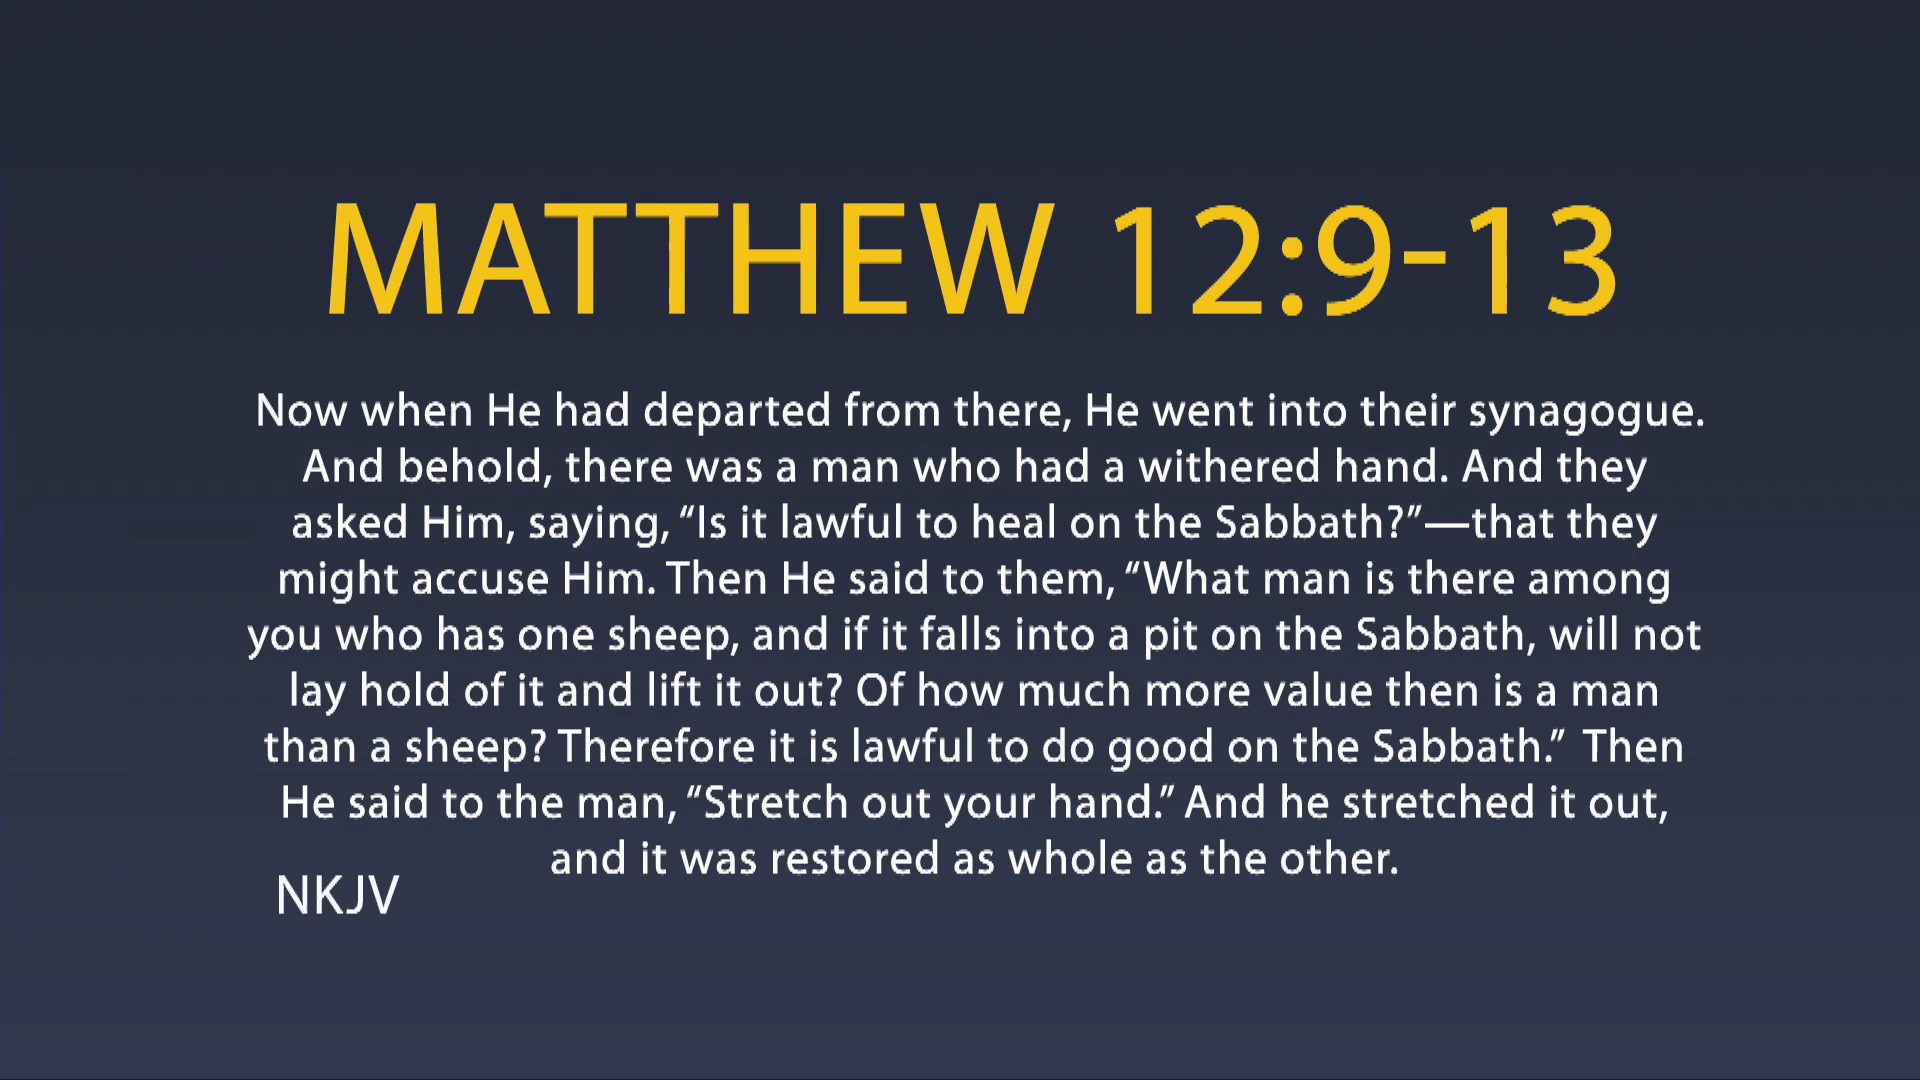 MATTHEW 12:9-13
Now when He had departed from there, He went into their synagogue.
And behold, there was a man who had a withered hand. And they
asked Him, saying, “Is it lawful to heal on the Sabbath?”—that they
might accuse Him. Then He said to them, “What man is there among
you who has one sheep, and if it falls into a pit on the Sabbath, will not
lay hold of it and lift it out? Of how much more value then is a man
than a sheep? Therefore it is lawful to do good on the Sabbath.” Then
He said to the man, “Stretch out your hand.” And he stretched it out,
and it was restored as whole as the other.
NKJV